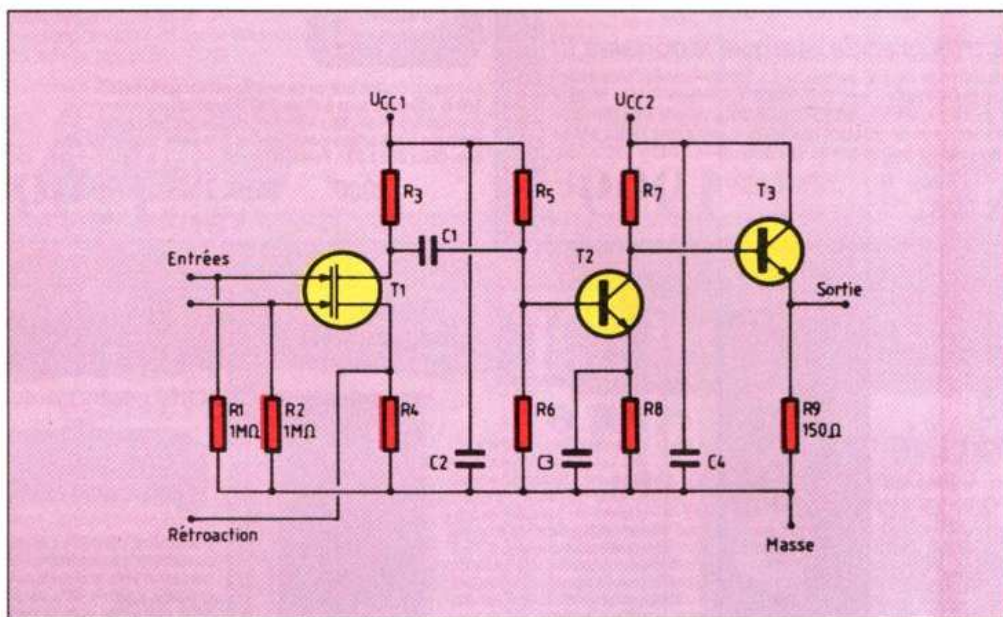 UCC1
UCC2
R3
R5
R7
T3
C1
T2
Entrées
T1
Sortie
R1
1MΩ
R2
1MΩ
R4
R6
R8
R9
150Ω
C2
C3
C4
Rétroaction
Masse